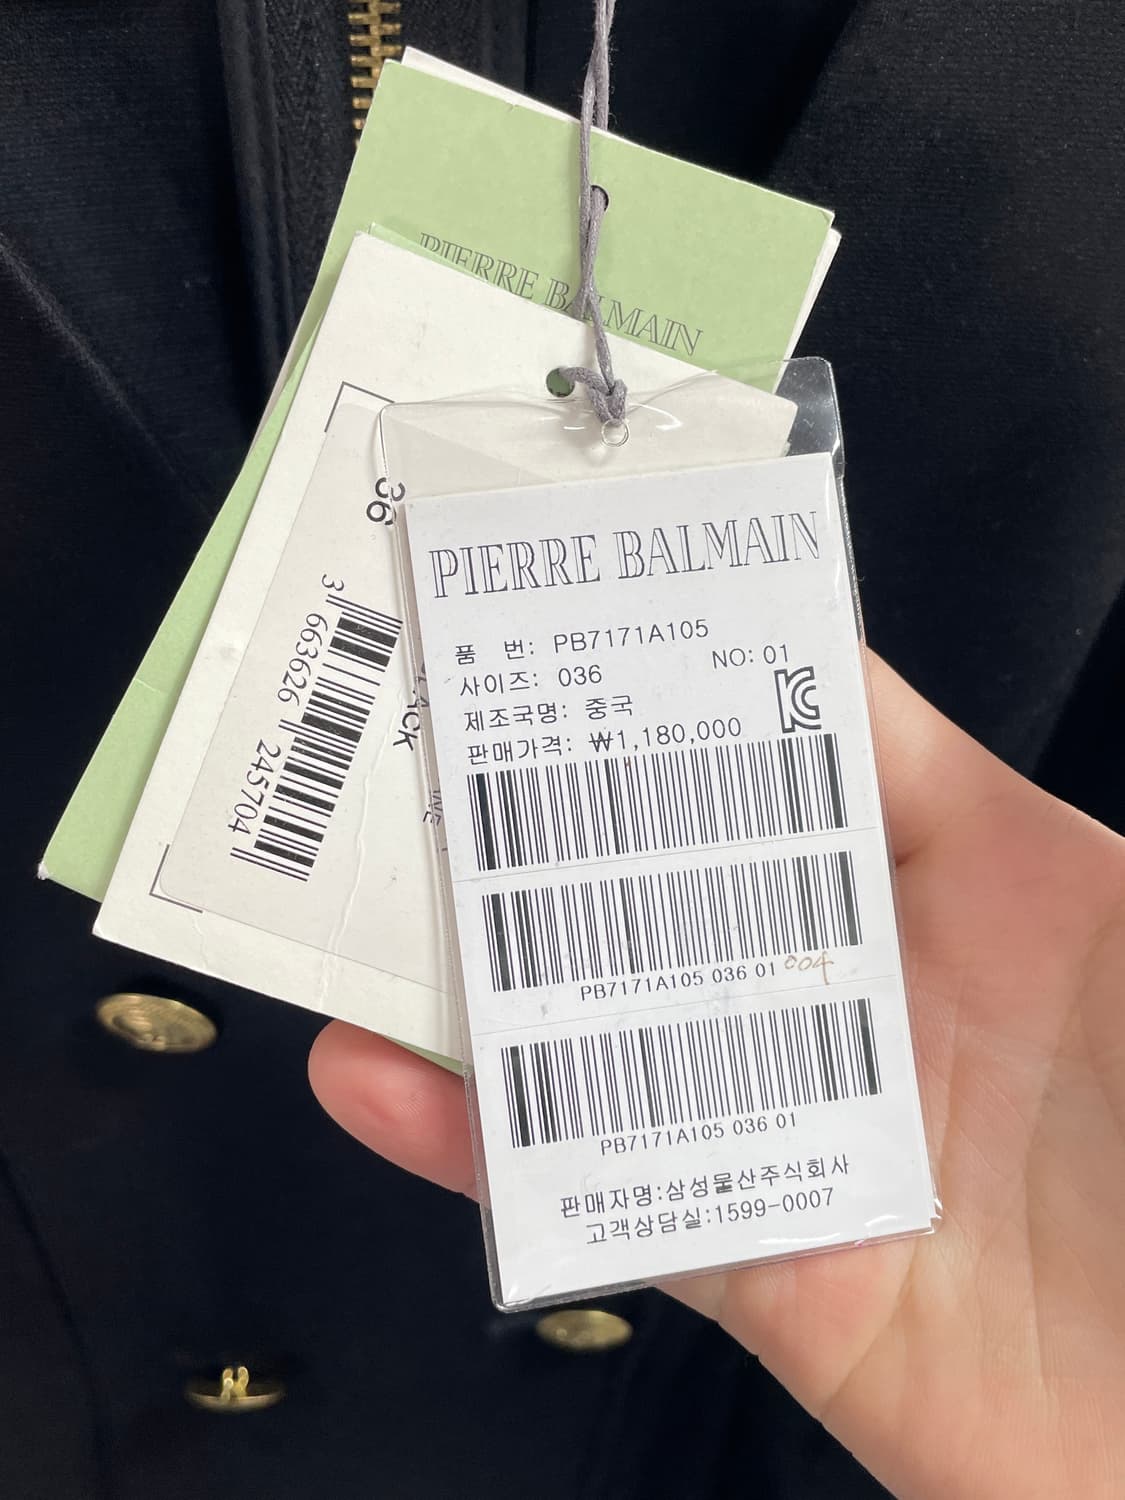 PIERRE BALMAIN
36
3 663626 245704
PIERRE BALMAIN
품 번: PB7171A105
NO: 01
사이즈: 036
제조국명: 중국
판매가격: ₩1,180,000
PB7171A105 036 01 004
PB7171A105 036 01
판매자명:삼성물산주식회사
고객상담실:1599-0007